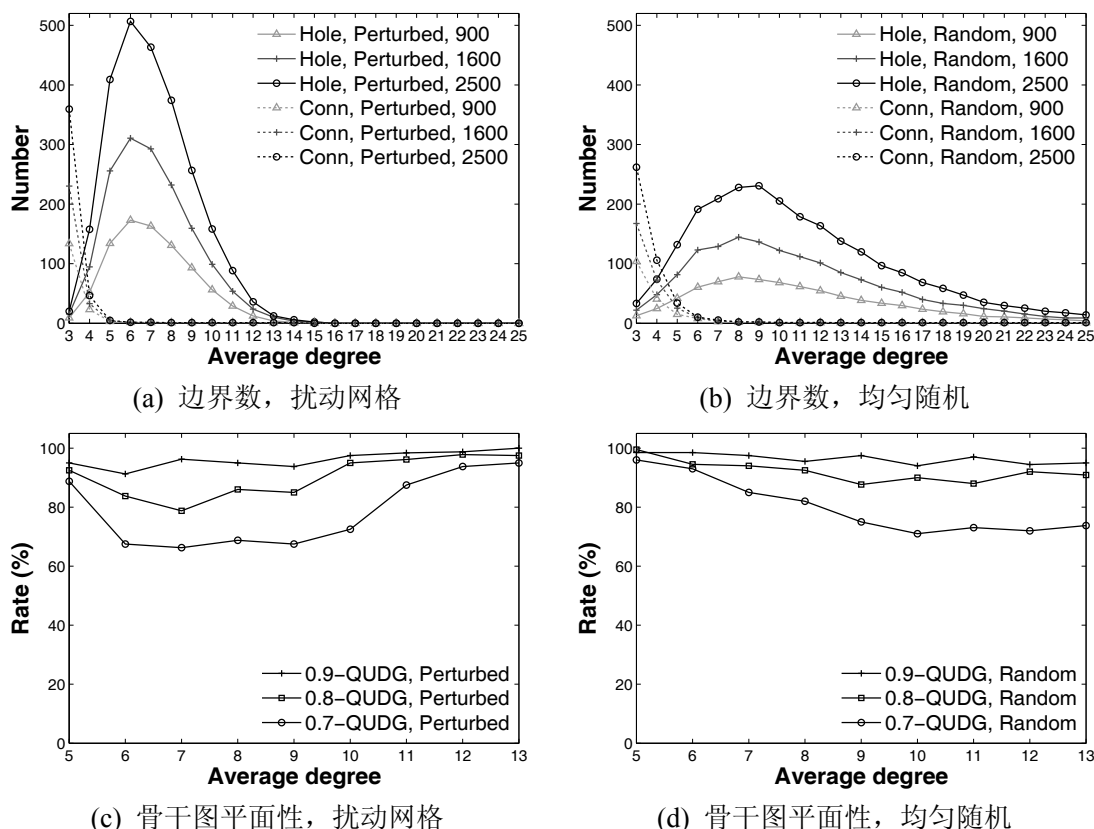 500
400
300
200
100
0
Number
Hole, Perturbed, 900
Hole, Perturbed, 1600
Hole, Perturbed, 2500
Conn, Perturbed, 900
Conn, Perturbed, 1600
Conn, Perturbed, 2500
3 4 5 6 7 8 9 10 11 12 13 14 15 16 17 18 19 20 21 22 23 24 25
Average degree
(a) 边界数，扰动网格
500
400
300
200
100
0
Number
Hole, Random, 900
Hole, Random, 1600
Hole, Random, 2500
Conn, Random, 900
Conn, Random, 1600
Conn, Random, 2500
3 4 5 6 7 8 9 10 11 12 13 14 15 16 17 18 19 20 21 22 23 24 25
Average degree
(b) 边界数，均匀随机
100
80
60
40
20
0
Rate (%)
0.9−QUDG, Perturbed
0.8−QUDG, Perturbed
0.7−QUDG, Perturbed
5 6 7 8 9 10 11 12 13
Average degree
(c) 骨干图平面性，扰动网格
100
80
60
40
20
0
Rate (%)
0.9−QUDG, Random
0.8−QUDG, Random
0.7−QUDG, Random
5 6 7 8 9 10 11 12 13
Average degree
(d) 骨干图平面性，均匀随机